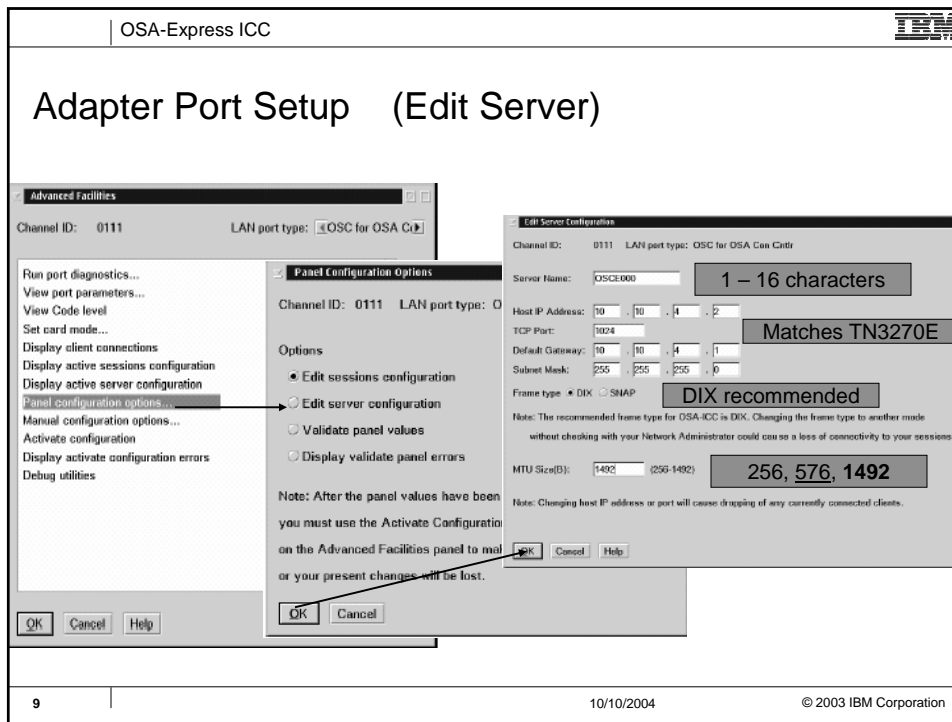 OSA-Express ICC
IBM
Adapter Port Setup (Edit Server)
Advanced Facilities
Channel ID: 0111 LAN port type: OSC for OSA Co
Run port diagnostics...
View port parameters...
View Code level
Set card mode...
Display client connections
Display active sessions configuration
Display active server configuration
Panel configuration options...
Manual configuration options...
Activate configuration
Display activate configuration errors
Debug utilities
OK Cancel Help
Panel Configuration Options
Channel ID: 0111 LAN port type: O
Options
Edit sessions configuration
Edit server configuration
Validate panel values
Display validate panel errors
Note: After the panel values have been
you must use the Activate Configuration
on the Advanced Facilities panel to ma
or your present changes will be lost.
OK Cancel
Edit Server Configuration
Channel ID: 0111 LAN port type: OSC for OSA Con Cntlr
Server Name: OSCE000
1 – 16 characters
Host IP Address: 10 . 10 . 4 . 2
TCP Port: 1024
Matches TN3270E
Default Gateway: 10 . 10 . 4 . 1
Subnet Mask: 255 . 255 . 255 . 0
Frame type DIX SNAP
DIX recommended
Note: The recommended frame type for OSA-ICC is DIX. Changing the frame type to another mode
without checking with your Network Administrator could cause a loss of connectivity to your sessions
MTU Size(B): 1492 (256-1492)
256, 576, 1492
Note: Changing host IP address or port will cause dropping of any currently connected clients.
OK Cancel Help
9
10/10/2004
© 2003 IBM Corporation